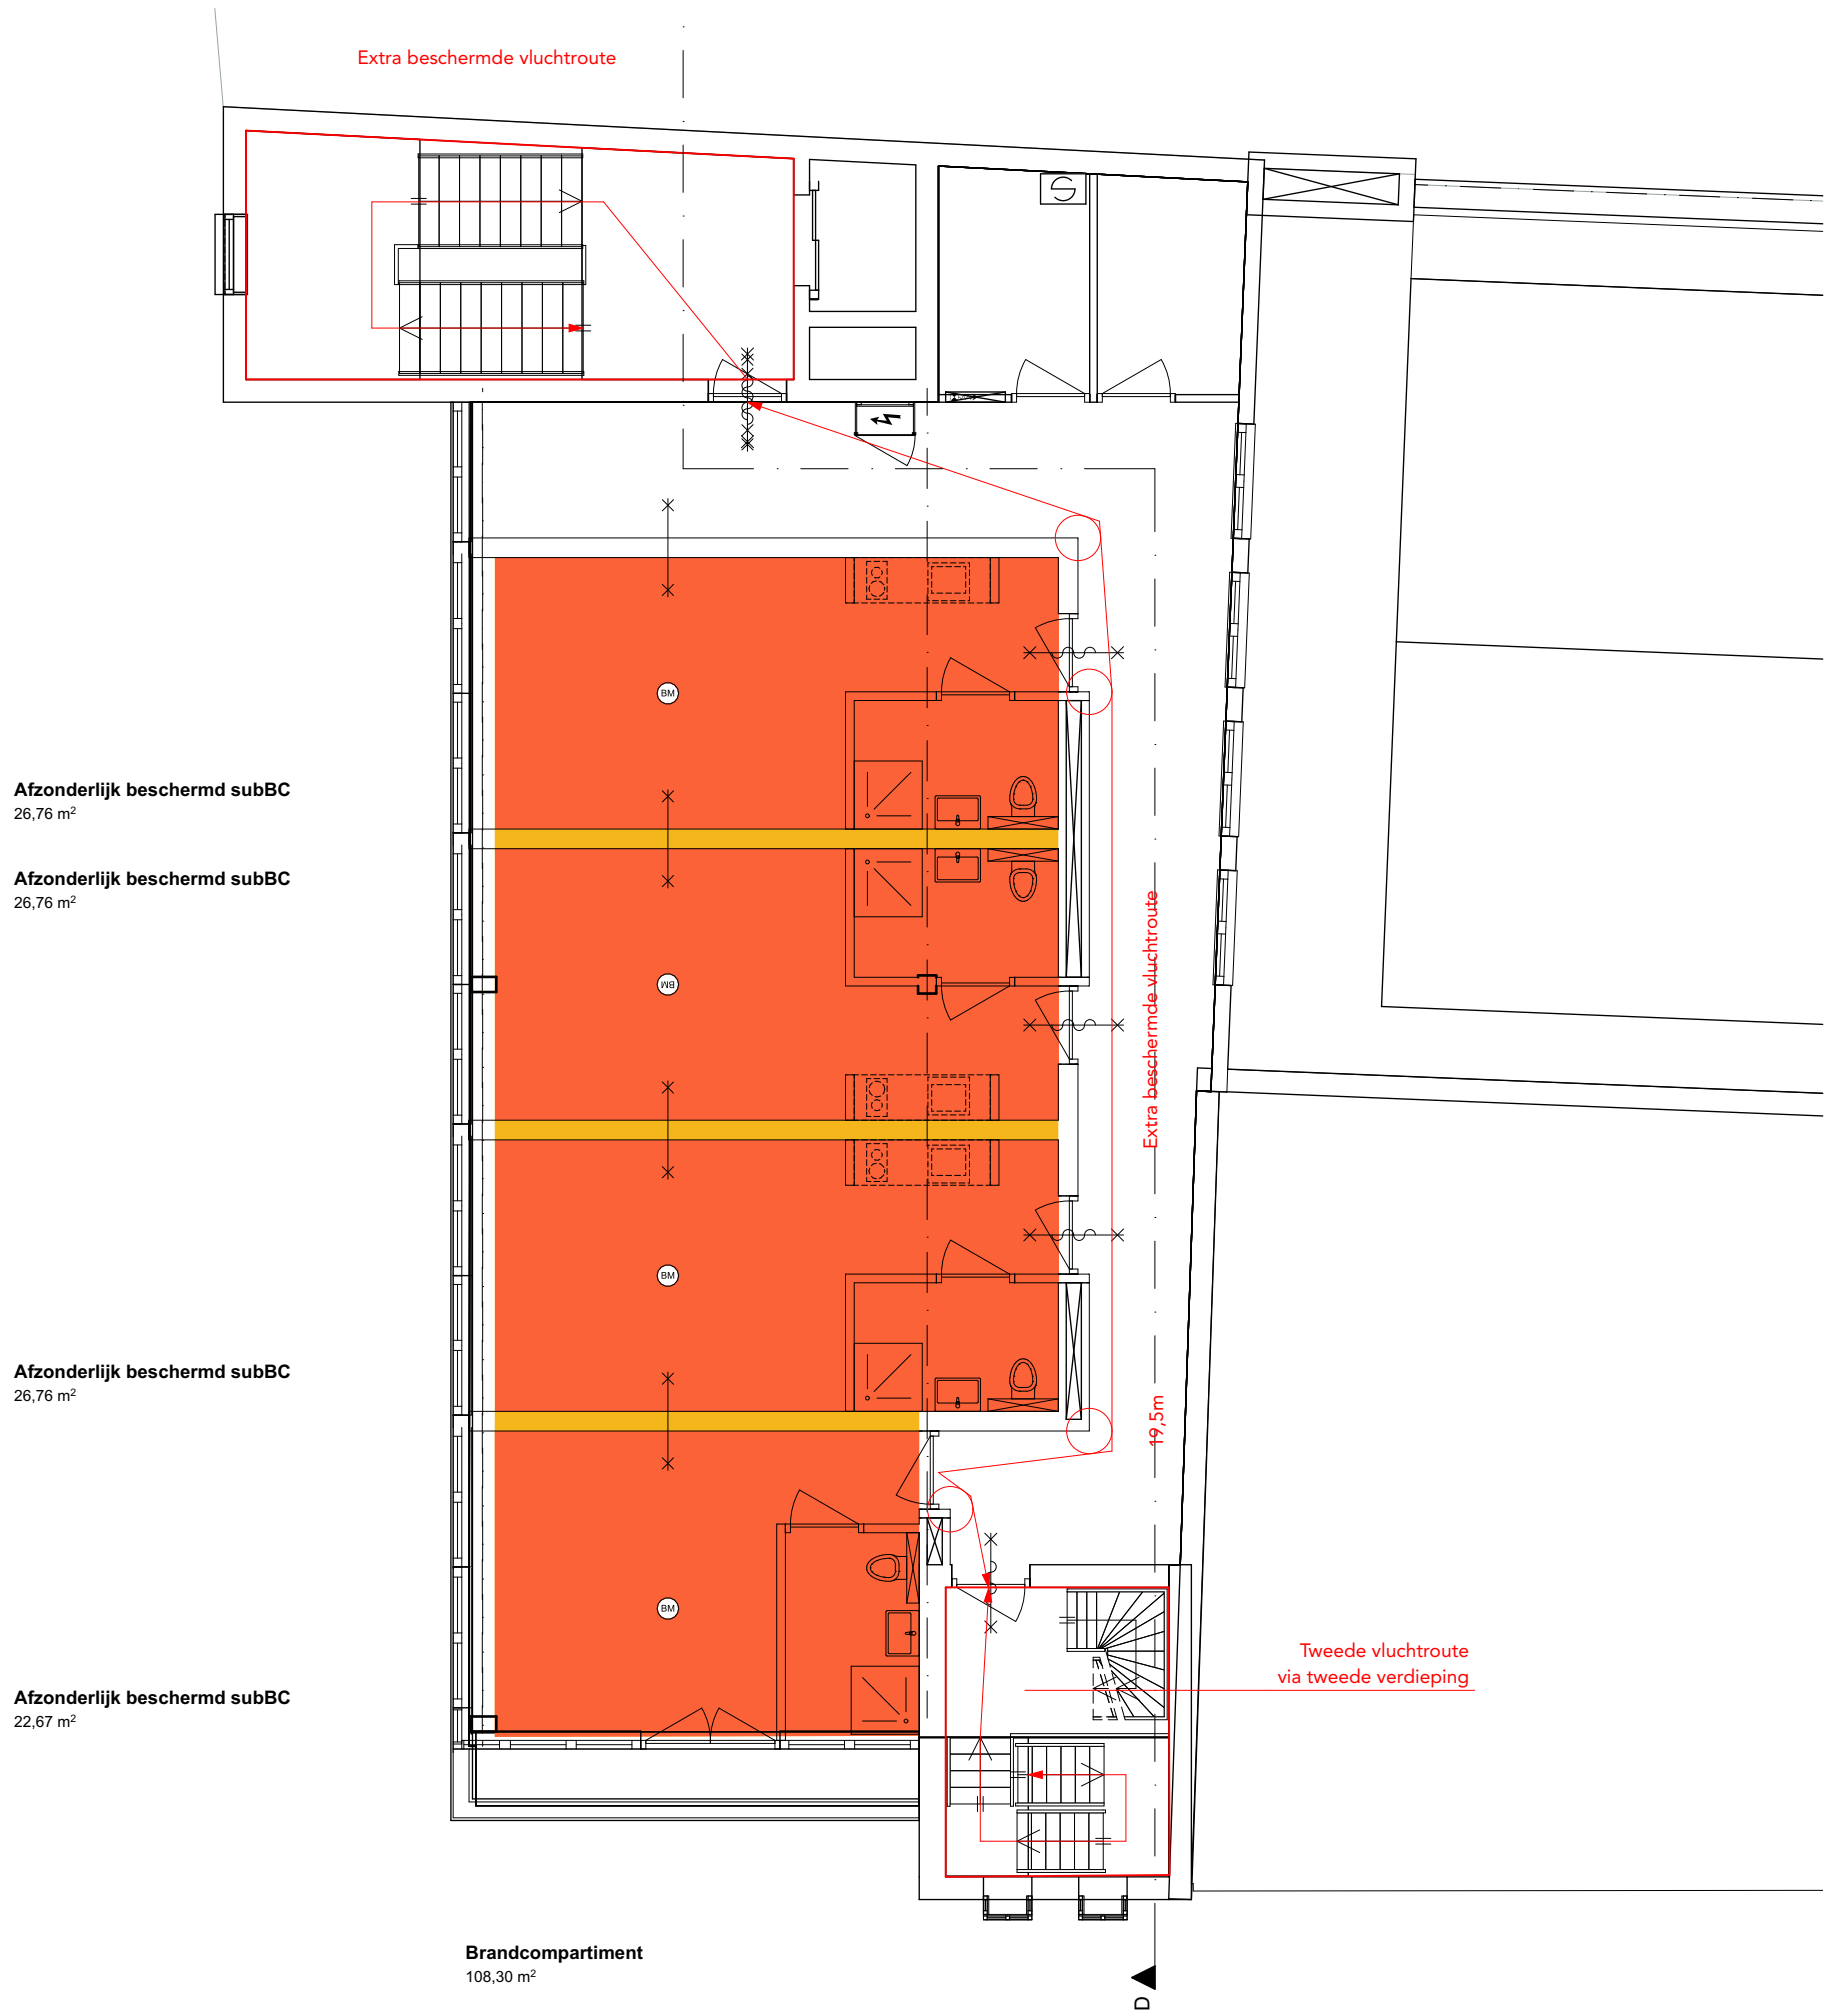 Extra beschermde vluchtroute
BM
Afzonderlijk beschermd subBC
26,76 m²
Afzonderlijk beschermd subBC
26,76 m²
BM
Extra beschermde vluchtroute
BM
Afzonderlijk beschermd subBC
26,76 m²
19,5m
BM
Tweede vluchtroute
via tweede verdieping
Afzonderlijk beschermd subBC
22,67 m²
Brandcompartiment
108,30 m²
D